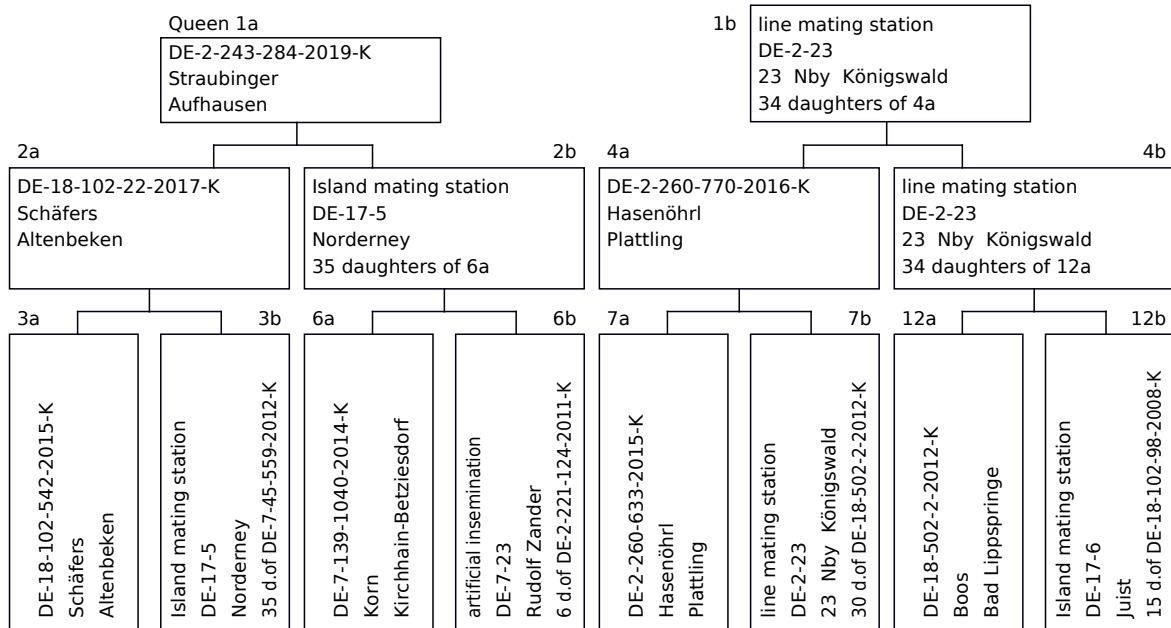 Queen 1a
DE-2-243-284-2019-K
Straubinger
Aufhausen
1b
line mating station
DE-2-23
23 Nby Königswald
34 daughters of 4a
2a
DE-18-102-22-2017-K
Schäfers
Altenbeken
2b
Island mating station
DE-17-5
Norderney
35 daughters of 6a
4a
DE-2-260-770-2016-K
Hasenöhrl
Plattling
4b
line mating station
DE-2-23
23 Nby Königswald
34 daughters of 12a
3a
DE-18-102-542-2015-K
Schäfers
Altenbeken
3b
Island mating station
DE-17-5
Norderney
35 d.of DE-7-45-559-2012-K
6a
DE-7-139-1040-2014-K
Korn
Kirchhain-Betziesdorf
6b
artificial insemination
DE-7-23
Rudolf Zander
6 d.of DE-2-221-124-2011-K
7a
DE-2-260-633-2015-K
Hasenöhrl
Plattling
7b
line mating station
DE-2-23
23 Nby Königswald
30 d.of DE-18-502-2-2012-K
12a
DE-18-502-2-2012-K
Boos
Bad Lippspringe
12b
Island mating station
DE-17-6
Juist
15 d.of DE-18-102-98-2008-K